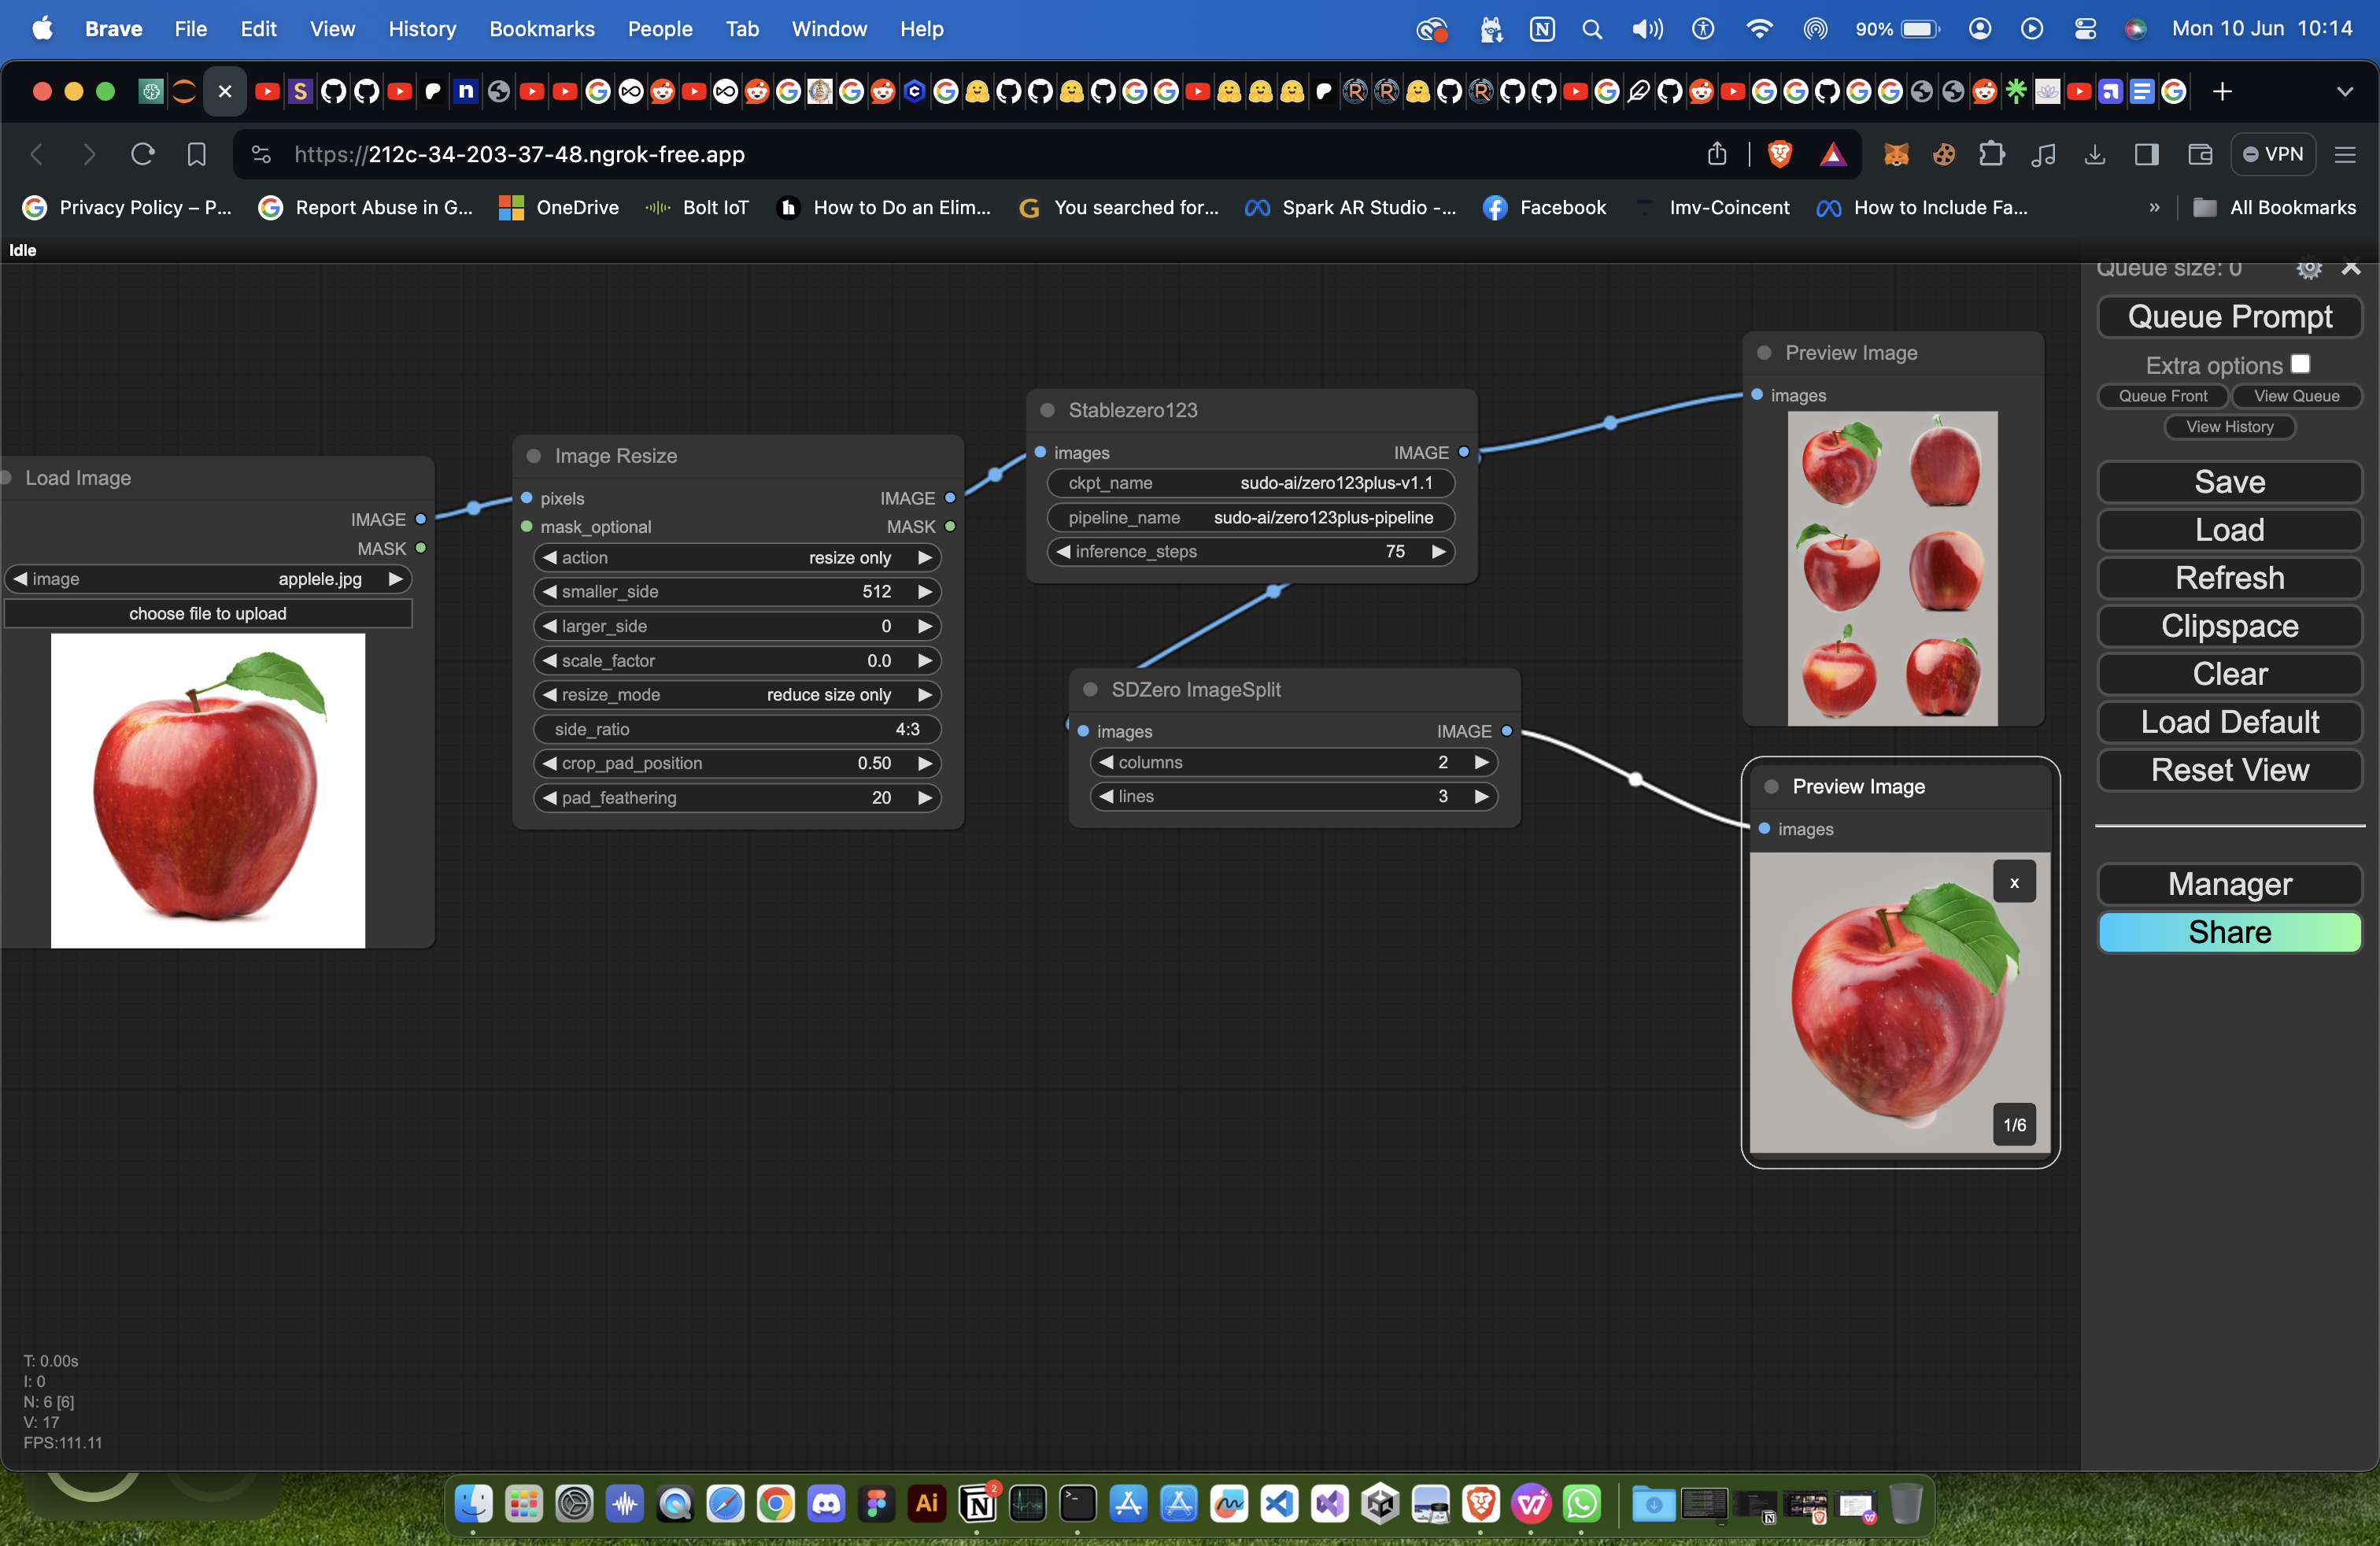 Brave File Edit View History Bookmarks People Tab Window Help 90% Mon 10 Jun 10:14
https://212c-34-203-37-48.ngrok-free.app VPN
Privacy Policy – P... Report Abuse in G... OneDrive Bolt IoT How to Do an Elim... You searched for... Spark AR Studio -... Facebook Imv-Coincent How to Include Fa... » All Bookmarks
Idle
Load Image
IMAGE
MASK
image applele.jpg
choose file to upload
Image Resize
pixels IMAGE
mask_optional MASK
action resize only
smaller_side 512
larger_side 0
scale_factor 0.0
resize_mode reduce size only
side_ratio 4:3
crop_pad_position 0.50
pad_feathering 20
Stablezero123
images IMAGE
ckpt_name sudo-ai/zero123plus-v1.1
pipeline_name sudo-ai/zero123plus-pipeline
inference_steps 75
SDZero ImageSplit
images IMAGE
columns 2
lines 3
Preview Image
images
Preview Image
images
x
1/6
Queue size: 0
Queue Prompt
Extra options
Queue Front View Queue
View History
Save
Load
Refresh
Clipspace
Clear
Load Default
Reset View
Manager
Share
T: 0.00s
I: 0
N: 6 [6]
V: 17
FPS:111.11
Ai
2